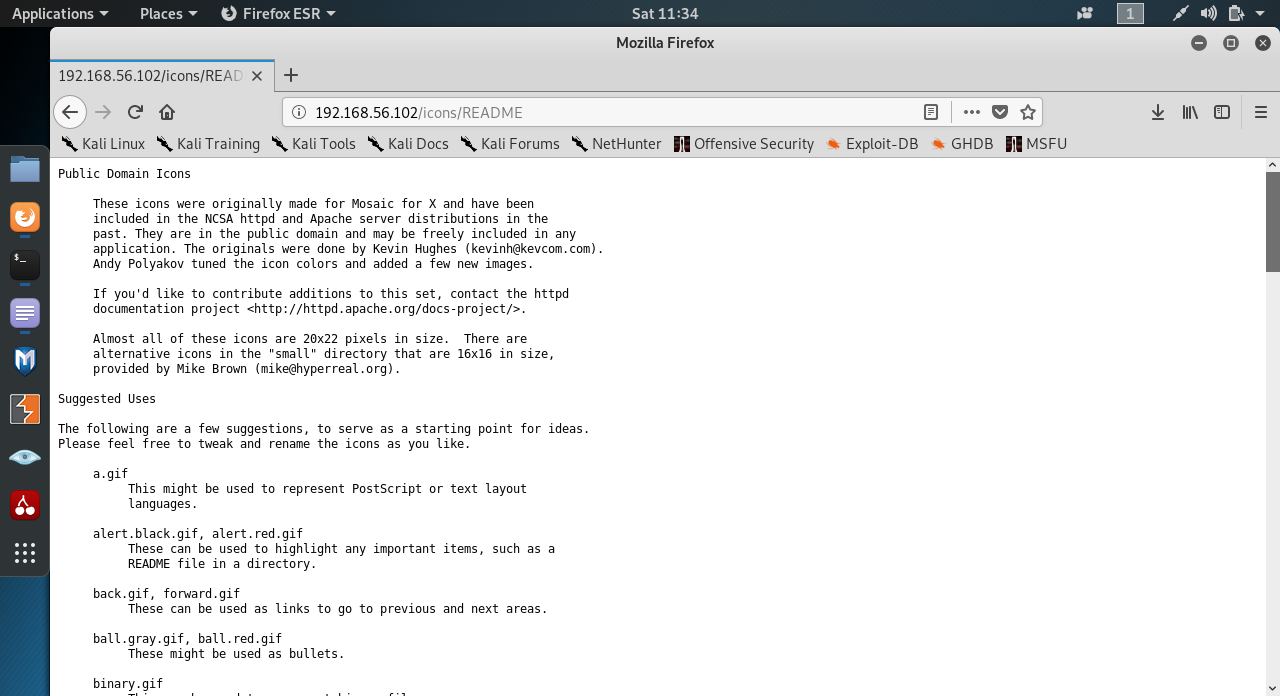 Applications Places Firefox ESR Sat 11:34 1
Mozilla Firefox
192.168.56.102/icons/READ
192.168.56.102/icons/README
Kali Linux Kali Training Kali Tools Kali Docs Kali Forums NetHunter Offensive Security Exploit-DB GHDB MSFU
Public Domain Icons
These icons were originally made for Mosaic for X and have been
included in the NCSA httpd and Apache server distributions in the
past. They are in the public domain and may be freely included in any
application. The originals were done by Kevin Hughes (kevinh@kevcom.com).
Andy Polyakov tuned the icon colors and added a few new images.
If you'd like to contribute additions to this set, contact the httpd
documentation project <http://httpd.apache.org/docs-project/>.
Almost all of these icons are 20x22 pixels in size.  There are
alternative icons in the "small" directory that are 16x16 in size,
provided by Mike Brown (mike@hyperreal.org).
Suggested Uses
The following are a few suggestions, to serve as a starting point for ideas.
Please feel free to tweak and rename the icons as you like.
a.gif
This might be used to represent PostScript or text layout
languages.
alert.black.gif, alert.red.gif
These can be used to highlight any important items, such as a
README file in a directory.
back.gif, forward.gif
These can be used as links to go to previous and next areas.
ball.gray.gif, ball.red.gif
These might be used as bullets.
binary.gif